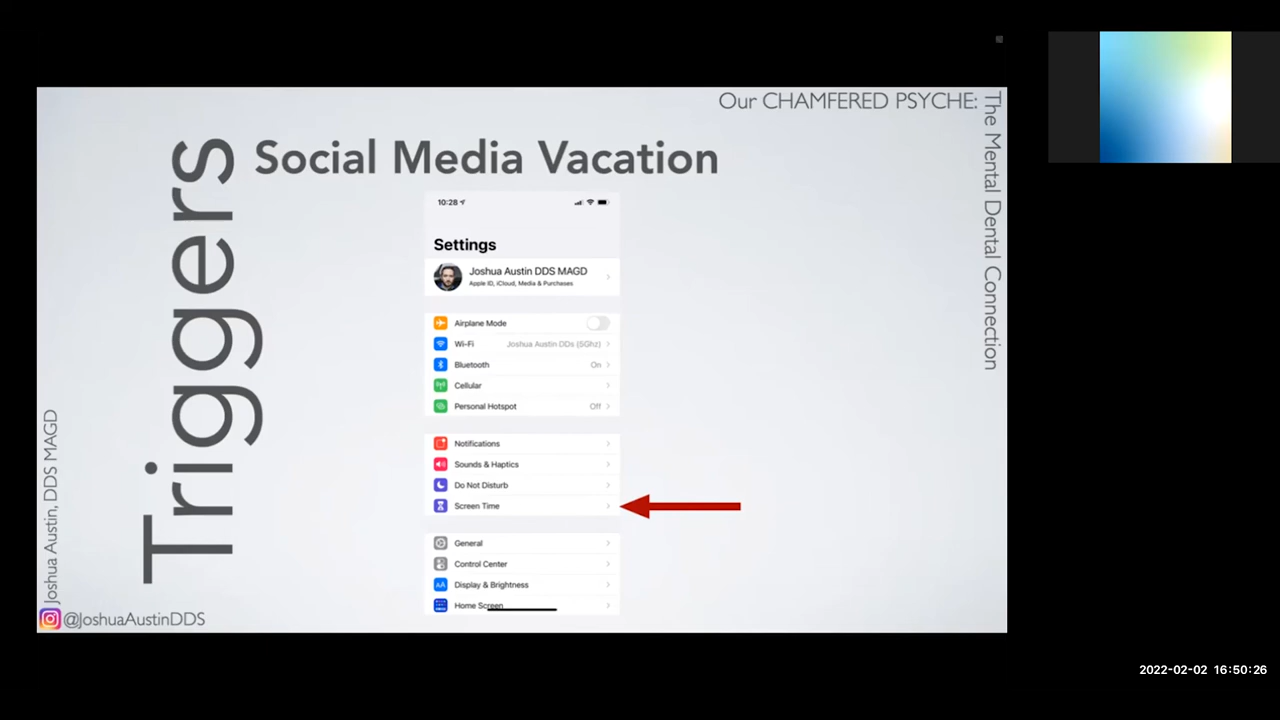 Our CHAMFERED PSYCHE:
The Mental Dental Connection
Triggers
Social Media Vacation
10:28
Settings
Joshua Austin DDS MAGD
Apple ID, iCloud, Media & Purchases
Airplane Mode
Wi-Fi Joshua Austin DDs (5Ghz)
Bluetooth On
Cellular
Personal Hotspot Off
Notifications
Sounds & Haptics
Do Not Disturb
Screen Time
General
Control Center
AA Display & Brightness
Home Screen
Joshua Austin, DDS MAGD
@JoshuaAustinDDS
2022-02-02 16:50:26